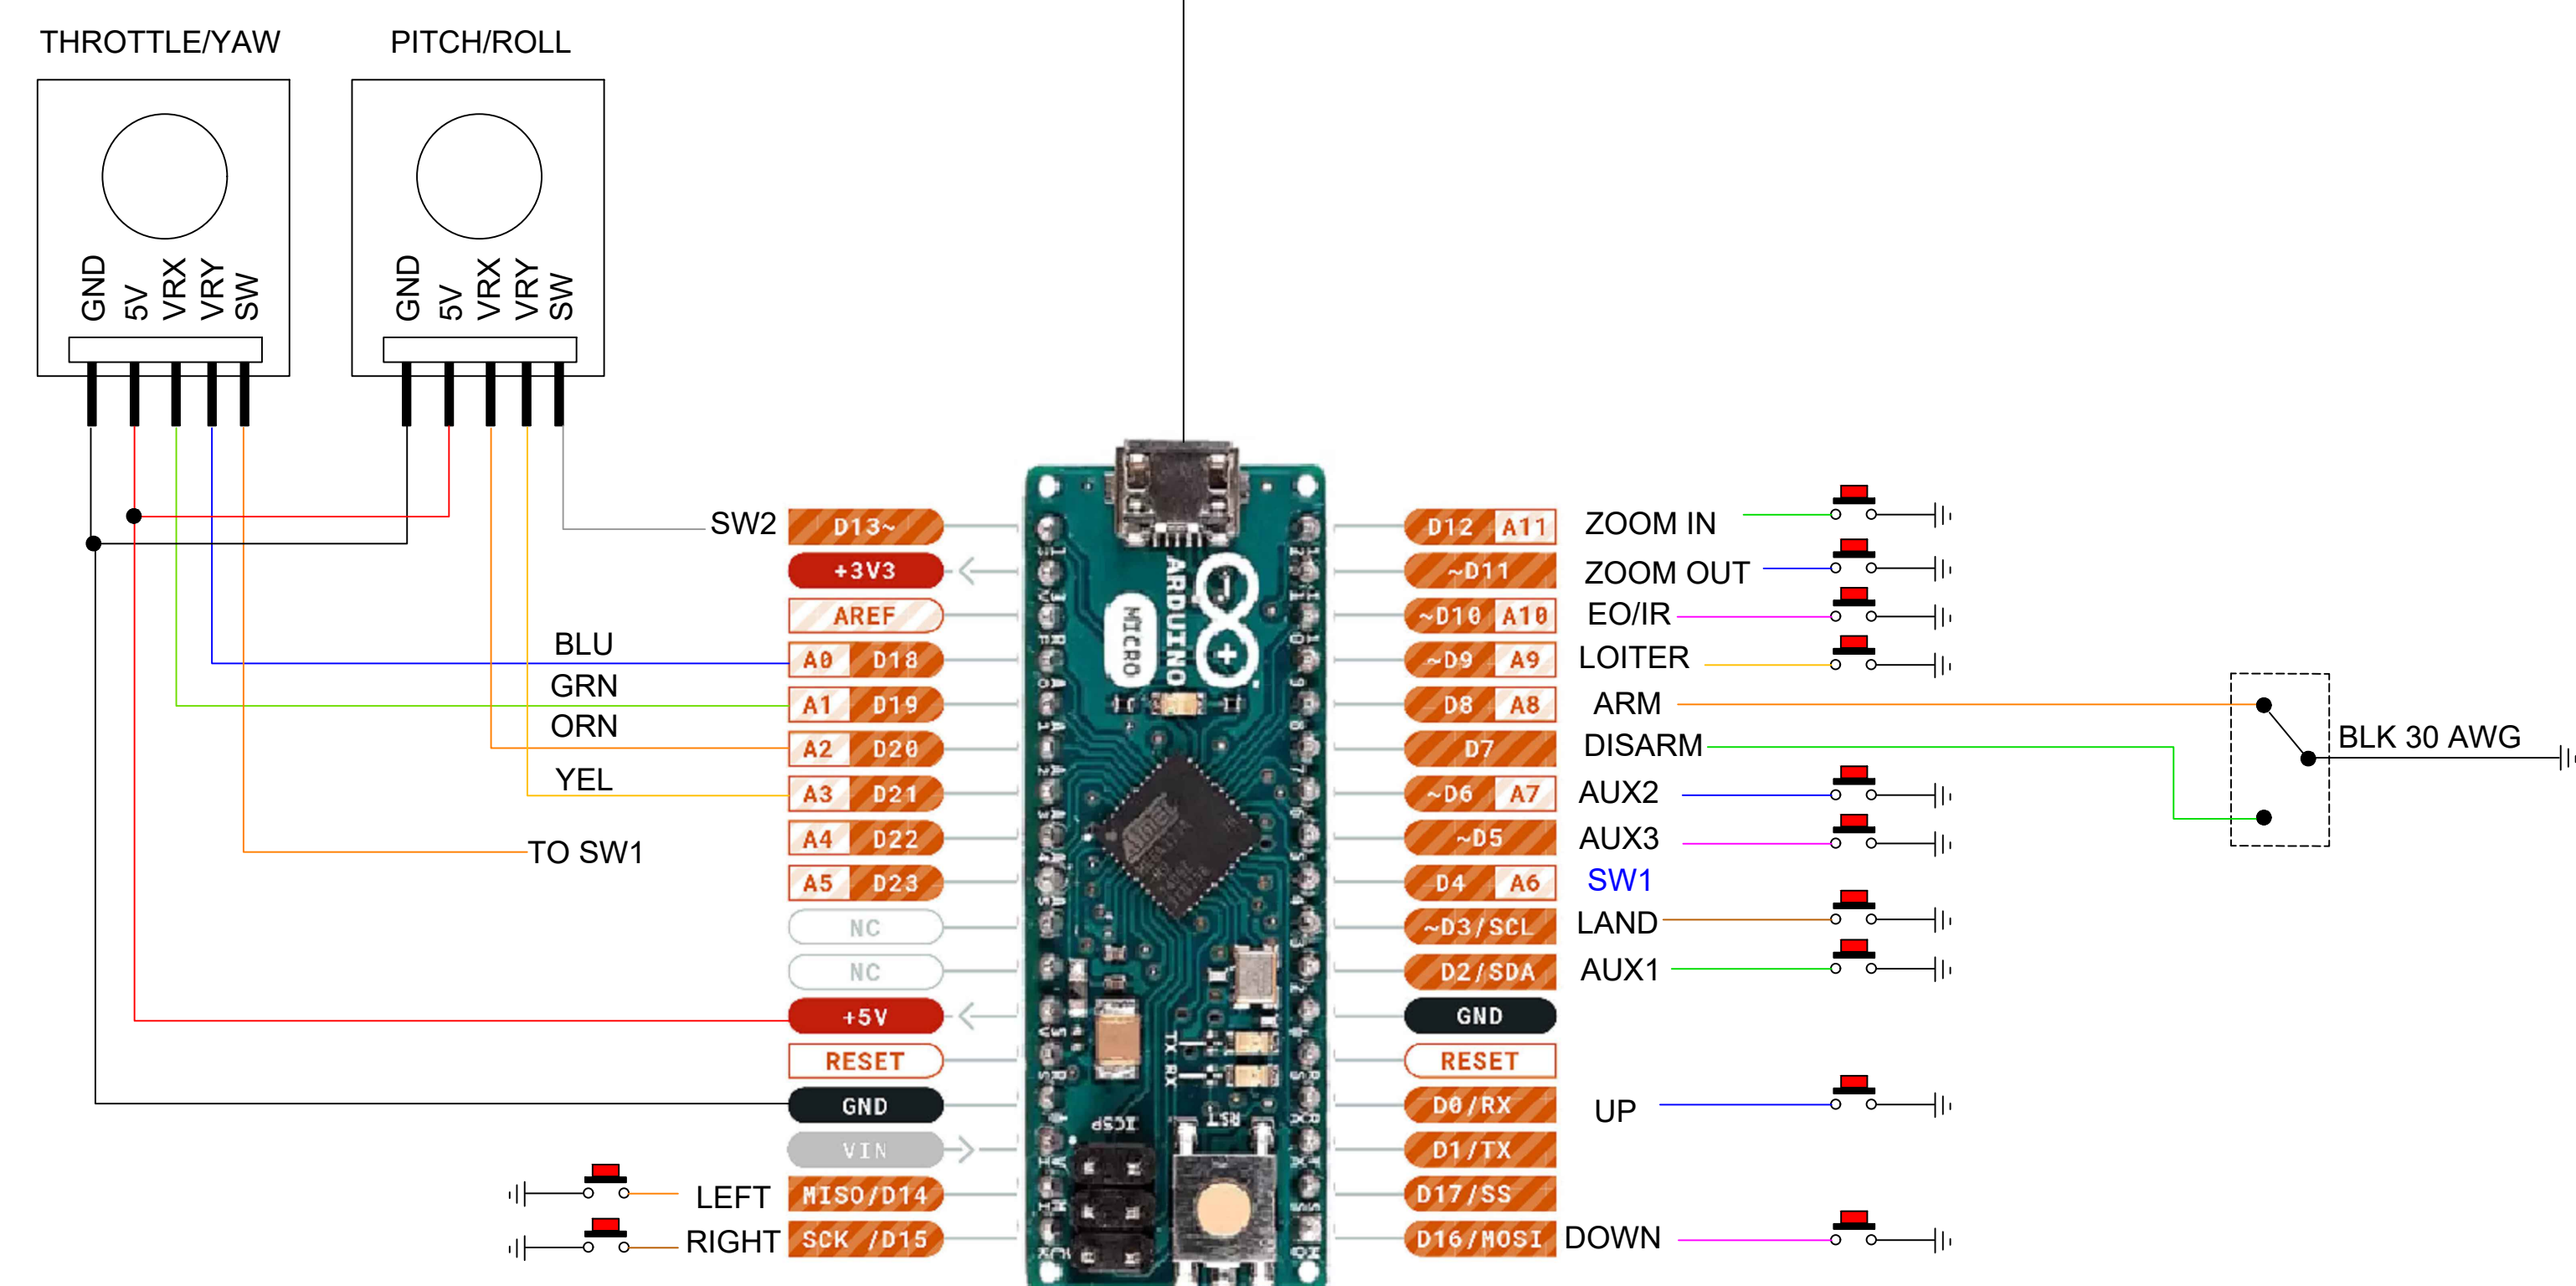 THROTTLE/YAW
PITCH/ROLL
GND
5V
VRX
VRY
SW
GND
5V
VRX
VRY
SW
SW2
D13~
+3V3
AREF
BLU
A0 D18
GRN
A1 D19
ORN
A2 D20
YEL
A3 D21
TO SW1
A4 D22
A5 D23
NC
NC
+5V
RESET
GND
VIN
LEFT
MISO/D14
RIGHT
SCK /D15
ARDUINO
MICRO
TX
RX
ICSP
RST
D12 A11
ZOOM IN
~D11
ZOOM OUT
~D10 A10
EO/IR
~D9 A9
LOITER
D8 A8
ARM
D7
DISARM
BLK 30 AWG
~D6 A7
AUX2
~D5
AUX3
D4 A6
SW1
~D3/SCL
LAND
D2/SDA
AUX1
GND
RESET
D0/RX
UP
D1/TX
D17/SS
D16/MOSI
DOWN